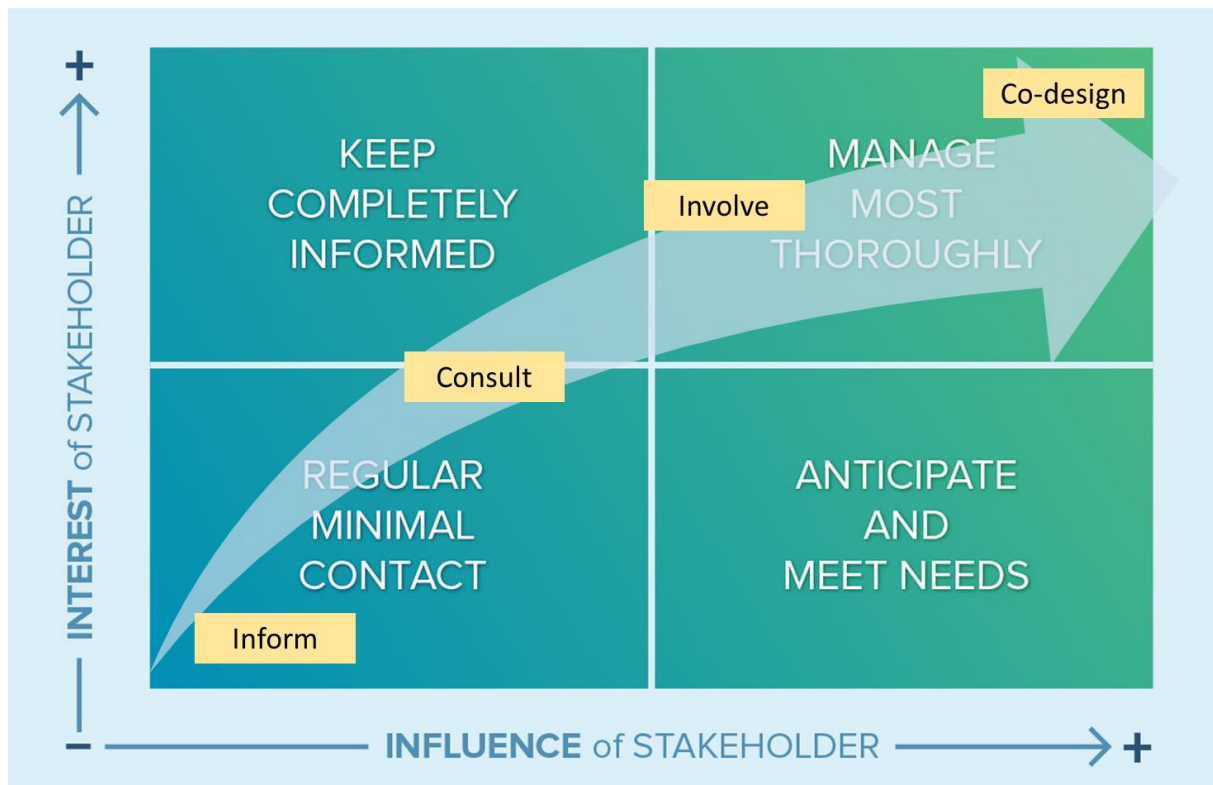 +
INTEREST of STAKEHOLDER
−
KEEP
COMPLETELY
INFORMED
MANAGE
MOST
THOROUGHLY
Co-design
Involve
Consult
REGULAR
MINIMAL
CONTACT
Inform
ANTICIPATE
AND
MEET NEEDS
INFLUENCE of STAKEHOLDER
+